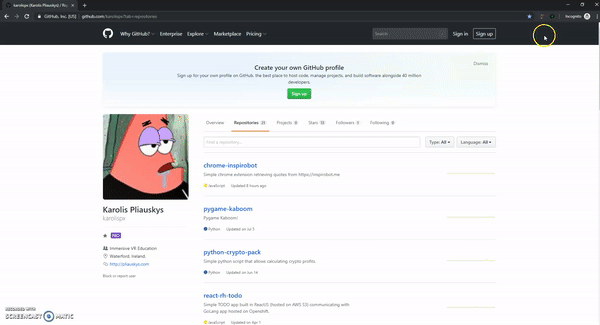 karolispx (Karolis Pliauskys) / R
GitHub, Inc. [US] github.com/karolispx?tab=repositories
Incognito
Why GitHub? Enterprise Explore Marketplace Pricing
Search
Sign in
Sign up
Dismiss
Create your own GitHub profile
Sign up for your own profile on GitHub, the best place to host code, manage projects, and build software alongside 40 million
developers.
Sign up
Overview Repositories 21 Projects 0 Stars Followers Following 0
Find a repository...
Type: All
Language: All
chrome-inspirobot
Simple chrome extension retrieving quotes from https://inspirobot.me
JavaScript Updated 8 hours ago
Karolis Pliauskys
karolispx
PRO
Immersive VR Education
Waterford, Ireland.
http://pliauskys.com
Block or report user
pygame-kaboom
Pygame Kaboom!
Python Updated on Jul 5
python-crypto-pack
Simple python script that allows calculating crypto profits.
Python Updated on Jun 14
react-rh-todo
Simple TODO app built in ReactJS (hosted on AWS S3) communicating with
GoLang app hosted on Openshift.
JavaScript Updated on Apr 1
RECORDED WITH
SCREENCAST MATIC